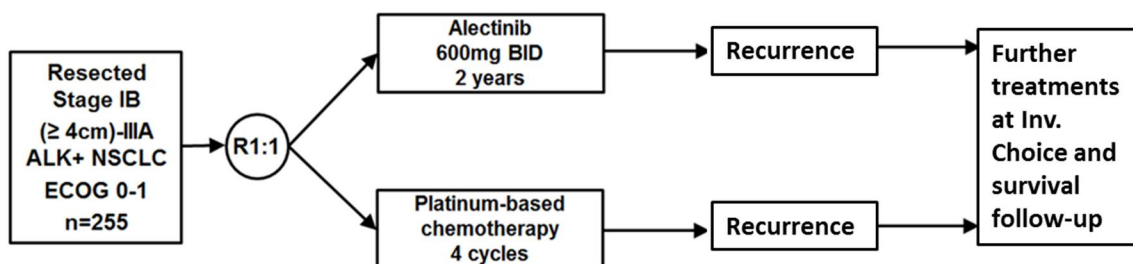 Resected
Stage IB
(≥ 4cm)-IIIA
ALK+ NSCLC
ECOG 0-1
n=255
R1:1
Alectinib
600mg BID
2 years
Recurrence
Platinum-based
chemotherapy
4 cycles
Recurrence
Further
treatments
at Inv.
Choice and
survival
follow-up